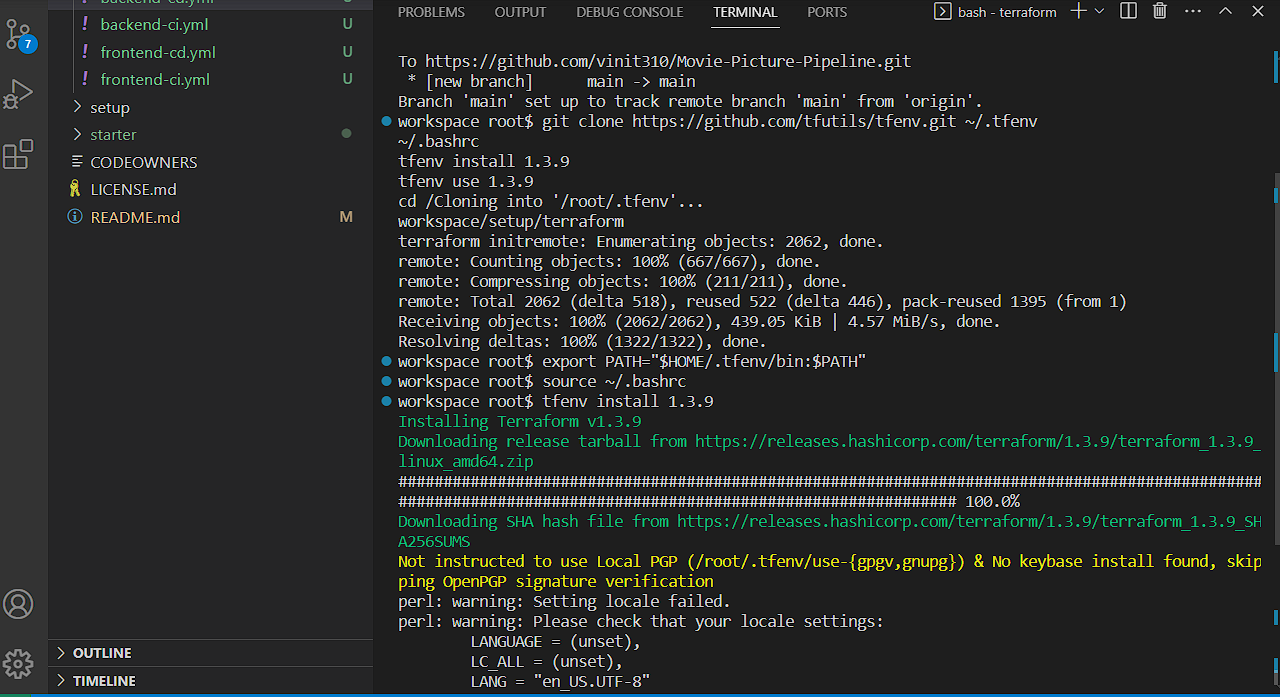 backend-cd.yml U
! backend-ci.yml U
! frontend-cd.yml U
! frontend-ci.yml U
> setup
> starter
CODEOWNERS
LICENSE.md
README.md M
7
> OUTLINE
> TIMELINE
PROBLEMS OUTPUT DEBUG CONSOLE TERMINAL PORTS bash - terraform
To https://github.com/vinit310/Movie-Picture-Pipeline.git
 * [new branch]      main -> main
Branch 'main' set up to track remote branch 'main' from 'origin'.
workspace root$ git clone https://github.com/tfutils/tfenv.git ~/.tfenv
~/.bashrc
tfenv install 1.3.9
tfenv use 1.3.9
cd /Cloning into '/root/.tfenv'...
workspace/setup/terraform
terraform initremote: Enumerating objects: 2062, done.
remote: Counting objects: 100% (667/667), done.
remote: Compressing objects: 100% (211/211), done.
remote: Total 2062 (delta 518), reused 522 (delta 446), pack-reused 1395 (from 1)
Receiving objects: 100% (2062/2062), 439.05 KiB | 4.57 MiB/s, done.
Resolving deltas: 100% (1322/1322), done.
workspace root$ export PATH="$HOME/.tfenv/bin:$PATH"
workspace root$ source ~/.bashrc
workspace root$ tfenv install 1.3.9
Installing Terraform v1.3.9
Downloading release tarball from https://releases.hashicorp.com/terraform/1.3.9/terraform_1.3.9_
linux_amd64.zip
################################################################################################
############################################################## 100.0%
Downloading SHA hash file from https://releases.hashicorp.com/terraform/1.3.9/terraform_1.3.9_SH
A256SUMS
Not instructed to use Local PGP (/root/.tfenv/use-{gpgv,gnupg}) & No keybase install found, skip
ping OpenPGP signature verification
perl: warning: Setting locale failed.
perl: warning: Please check that your locale settings:
        LANGUAGE = (unset),
        LC_ALL = (unset),
        LANG = "en_US.UTF-8"